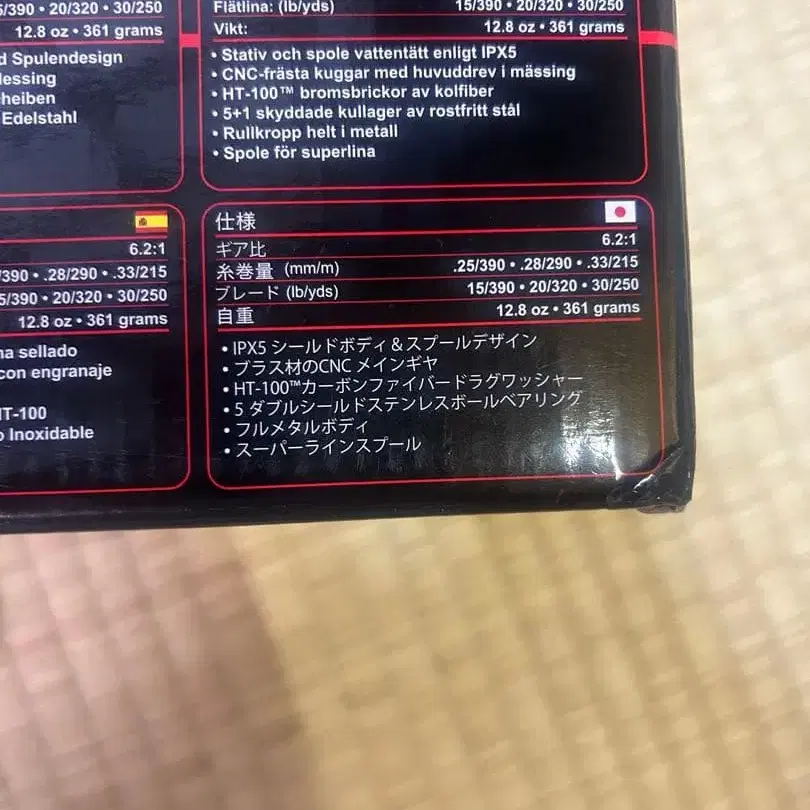 5/390 • 20/320 • 30/250
12.8 oz • 361 grams
d Spulendesign
lessing
cheiben
Edelstahl
Flätlina: (lb/yds) 15/390 • 20/320 • 30/250
Vikt: 12.8 oz • 361 grams
• Stativ och spole vattentätt enligt IPX5
• CNC-frästa kuggar med huvuddrev i mässing
• HT-100™ bromsbrickor av kolfiber
• 5+1 skyddade kullager av rostfritt stål
• Rullkropp helt i metall
• Spole för superlina
6.2:1
/390 • .28/290 • .33/215
5/390 • 20/320 • 30/250
12.8 oz • 361 grams
na sellado
con engranaje
HT-100
o Inoxidable
仕様
ギア比 6.2:1
糸巻量 (mm/m) .25/390 • .28/290 • .33/215
ブレード (lb/yds) 15/390 • 20/320 • 30/250
自重 12.8 oz • 361 grams
• IPX5 シールドボディ＆スプールデザイン
• ブラス材のCNC メインギヤ
• HT-100™カーボンファイバードラグワッシャー
• 5 ダブルシールドステンレスボールベアリング
• フルメタルボディ
• スーパーラインスプール